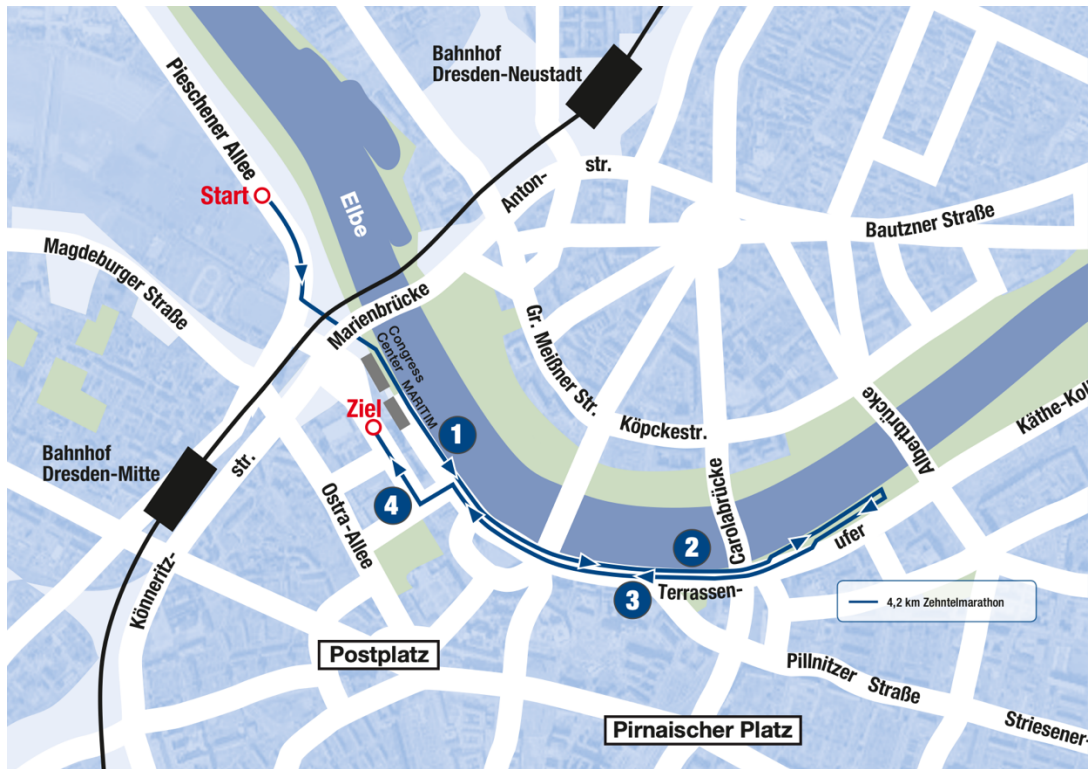 Bahnhof
Dresden-Neustadt
Pieschener Allee
Start
Elbe
Anton-
str.
Bautzner Straße
Magdeburger Straße
Marienbrücke
Congress
Center MARITIM
Gr. Meißner Str.
Ziel
1
Köpckestr.
Albertbrücke
Käthe-Koll
Bahnhof
Dresden-Mitte
str.
Könneritz-
Ostra-Allee
4
Carolabrücke
2
ufer
3
Terrassen-
4,2 km Zehntelmarathon
Postplatz
Pillnitzer Straße
Pirnaischer Platz
Striesener-